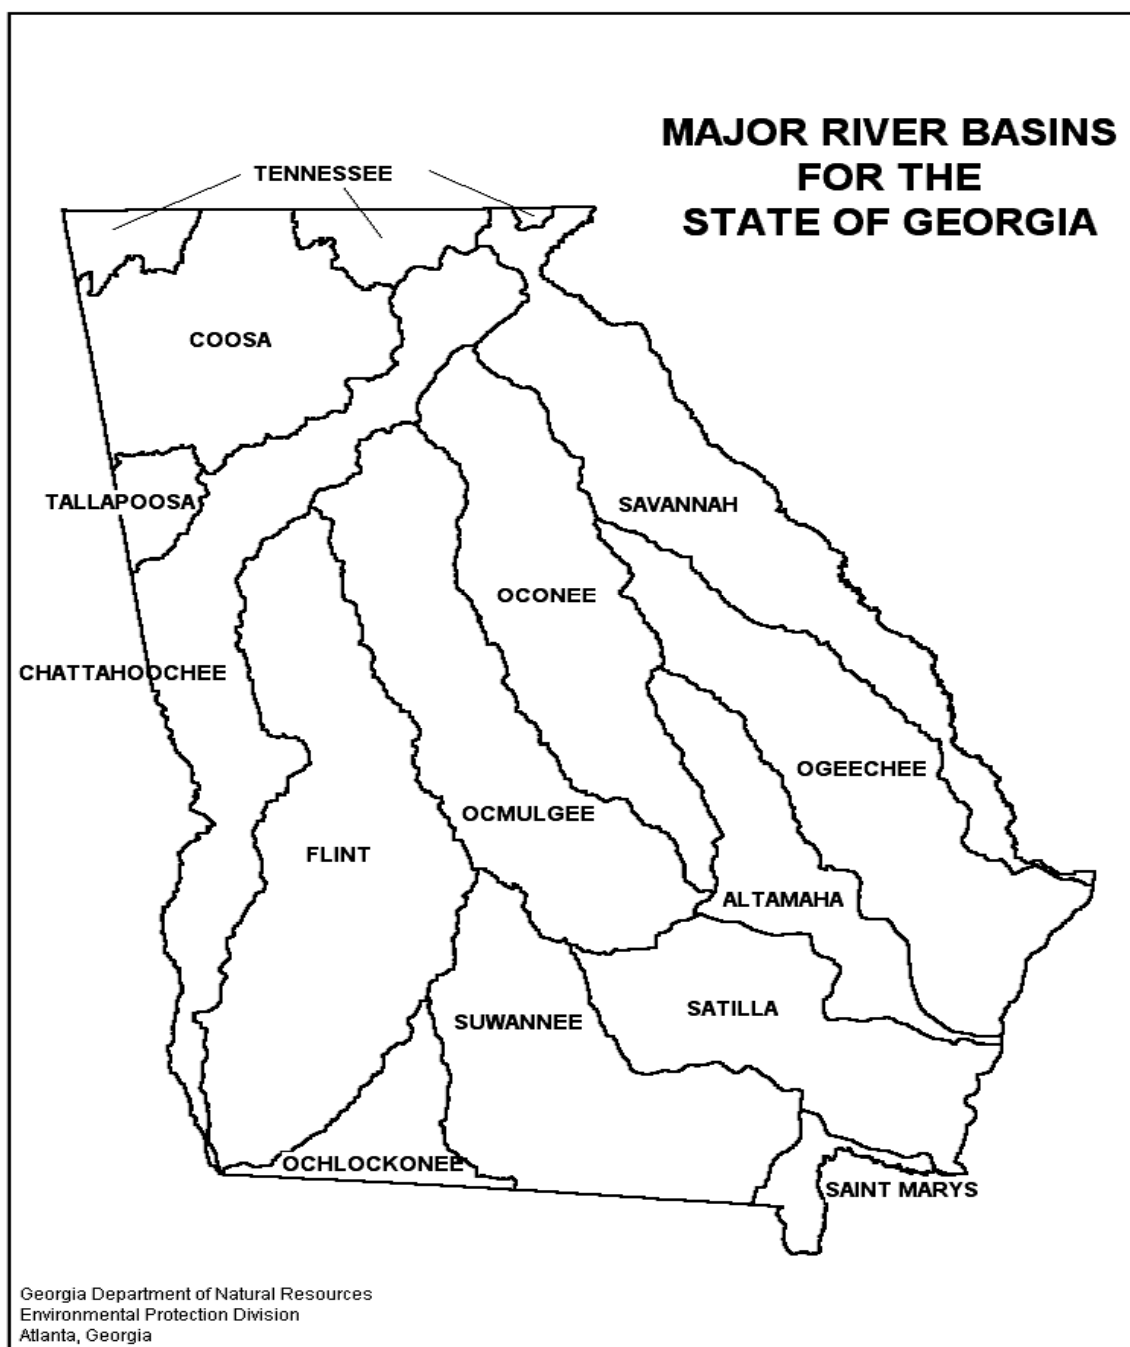 MAJOR RIVER BASINS
FOR THE
STATE OF GEORGIA
TENNESSEE
COOSA
TALLAPOOSA
SAVANNAH
OCONEE
CHATTAHOOCHEE
OGEECHEE
OCMULGEE
FLINT
ALTAMAHA
SATILLA
SUWANNEE
OCHLOCKONEE
SAINT MARYS
Georgia Department of Natural Resources
Environmental Protection Division
Atlanta, Georgia